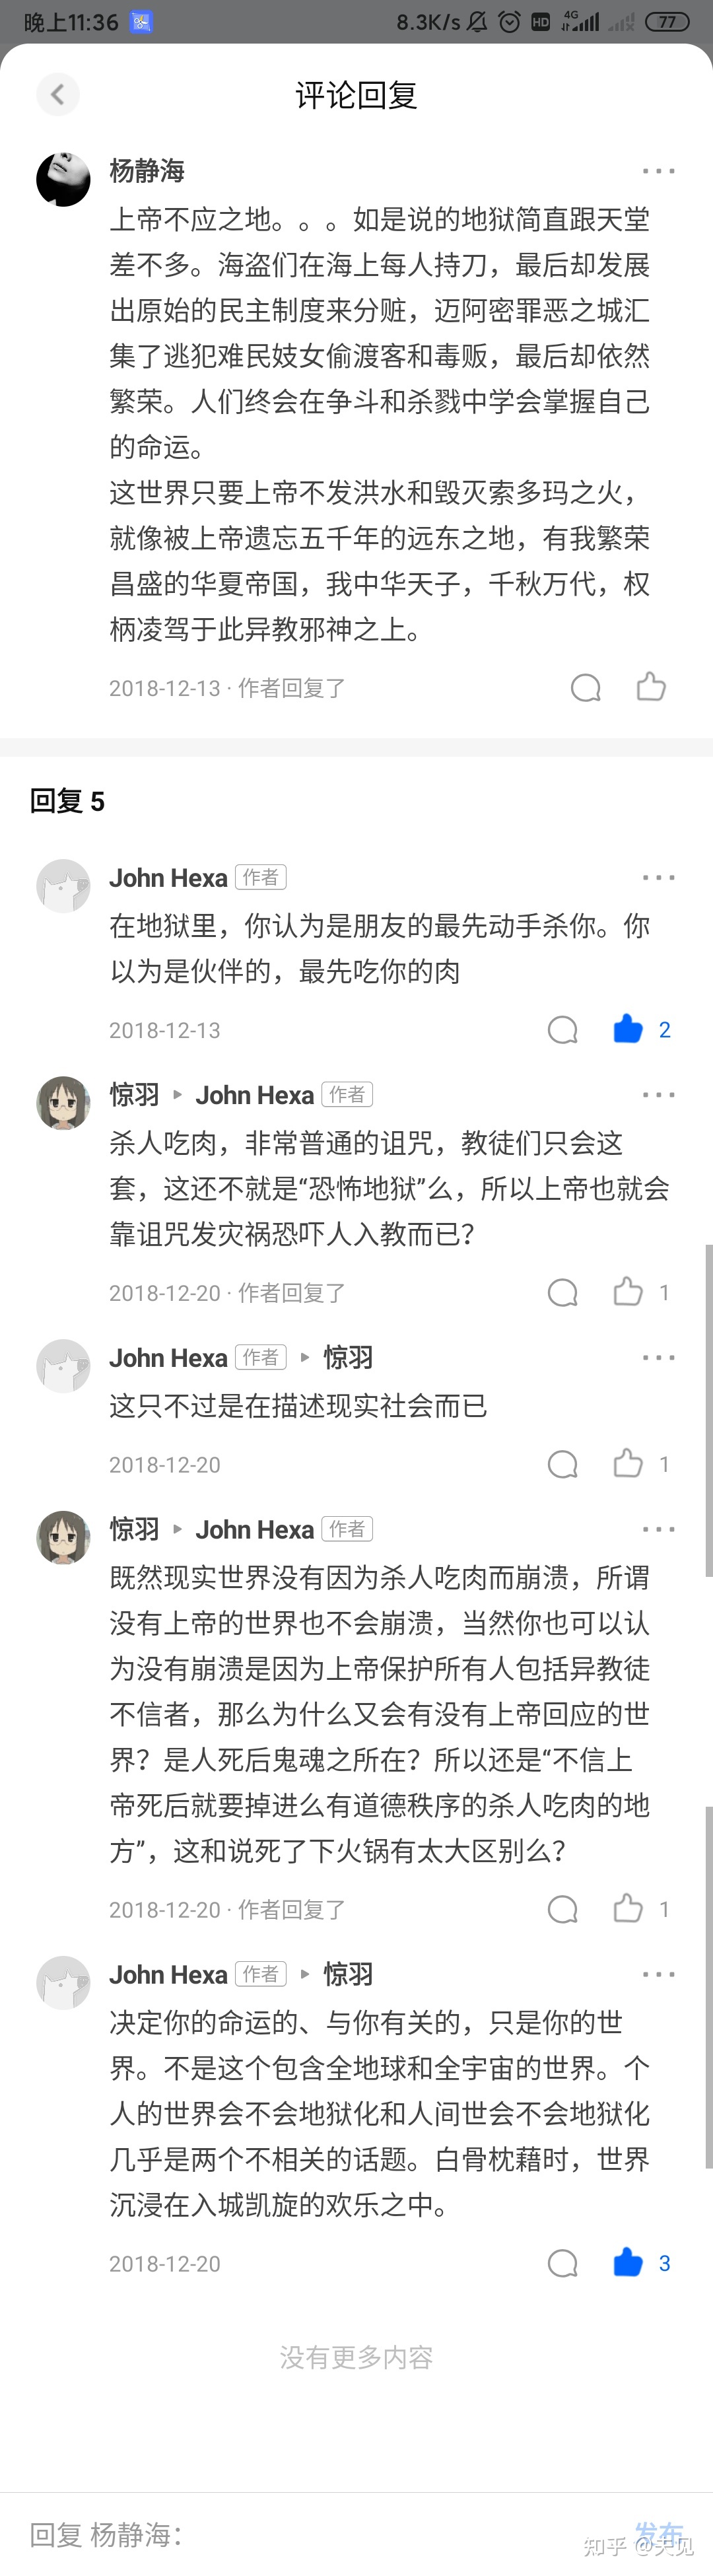 晚上11:36
8.3K/s
HD
4G
77
评论回复
杨静海
上帝不应之地。。。如是说的地狱简直跟天堂
差不多。海盗们在海上每人持刀，最后却发展
出原始的民主制度来分赃，迈阿密罪恶之城汇
集了逃犯难民妓女偷渡客和毒贩，最后却依然
繁荣。人们终会在争斗和杀戮中学会掌握自己
的命运。
这世界只要上帝不发洪水和毁灭索多玛之火，
就像被上帝遗忘五千年的远东之地，有我繁荣
昌盛的华夏帝国，我中华天子，千秋万代，权
柄凌驾于此异教邪神之上。
2018-12-13 · 作者回复了
回复 5
John Hexa 作者
在地狱里，你认为是朋友的最先动手杀你。你
以为是伙伴的，最先吃你的肉
2018-12-13
2
惊羽 ▸ John Hexa 作者
杀人吃肉，非常普通的诅咒，教徒们只会这
套，这还不就是“恐怖地狱”么，所以上帝也就会
靠诅咒发灾祸恐吓人入教而已？
2018-12-20 · 作者回复了
1
John Hexa 作者 ▸ 惊羽
这只不过是在描述现实社会而已
2018-12-20
1
惊羽 ▸ John Hexa 作者
既然现实世界没有因为杀人吃肉而崩溃，所谓
没有上帝的世界也不会崩溃，当然你也可以认
为没有崩溃是因为上帝保护所有人包括异教徒
不信者，那么为什么又会有没有上帝回应的世
界？是人死后鬼魂之所在？所以还是“不信上
帝死后就要掉进么有道德秩序的杀人吃肉的地
方”，这和说死了下火锅有太大区别么？
2018-12-20 · 作者回复了
1
John Hexa 作者 ▸ 惊羽
决定你的命运的、与你有关的，只是你的世
界。不是这个包含全地球和全宇宙的世界。个
人的世界会不会地狱化和人间世会不会地狱化
几乎是两个不相关的话题。白骨枕藉时，世界
沉浸在入城凯旋的欢乐之中。
2018-12-20
3
没有更多内容
回复 杨静海：
发布
知乎 @天见